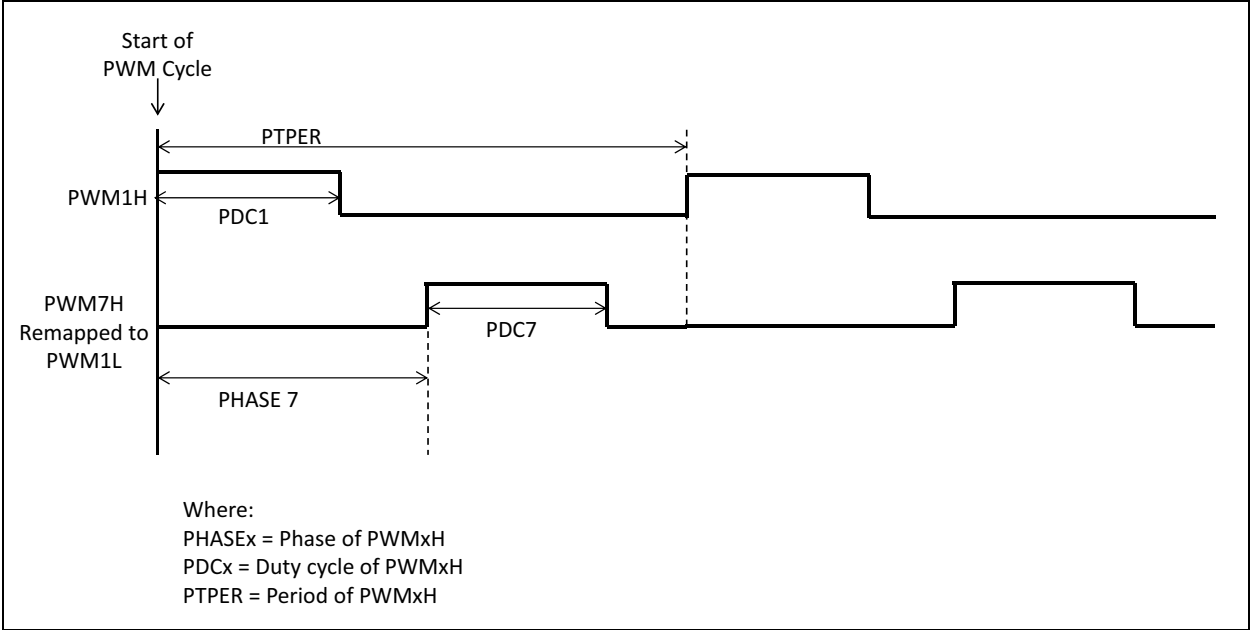 Start of
PWM Cycle
PTPER
PWM1H
PDC1
PWM7H
Remapped to
PWM1L
PDC7
PHASE 7
Where:
PHASEx = Phase of PWMxH
PDCx = Duty cycle of PWMxH
PTPER = Period of PWMxH